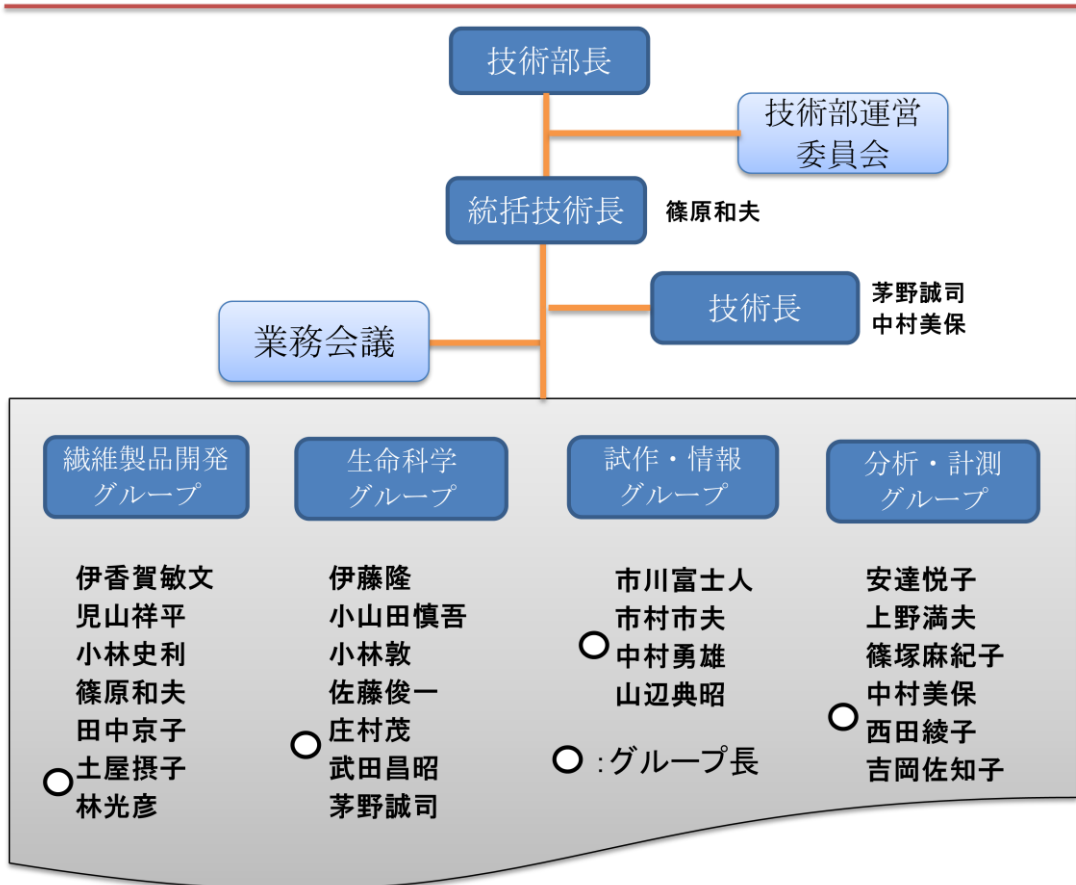 技術部長
技術部運営
委員会
統括技術長
篠原和夫
技術長
茅野誠司
中村美保
業務会議
繊維製品開発
グループ
伊香賀敏文
児山祥平
小林史利
篠原和夫
田中京子
○土屋摂子
林光彦
生命科学
グループ
伊藤隆
小山田慎吾
小林敦
佐藤俊一
○庄村茂
武田昌昭
茅野誠司
試作・情報
グループ
市川富士人
市村市夫
○中村勇雄
山辺典昭
○:グループ長
分析・計測
グループ
安達悦子
上野満夫
篠塚麻紀子
中村美保
○西田綾子
吉岡佐知子